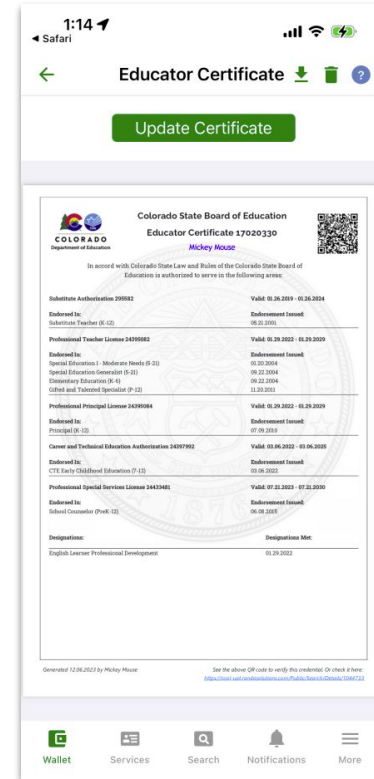 1:14
◀ Safari
Educator Certificate
Update Certificate
COLORADO
Department of Education
Colorado State Board of Education
Educator Certificate 17020330
Mickey Mouse
In accord with Colorado State Law and Rules of the Colorado State Board of
Education is authorized to serve in the following areas:
Substitute Authorization 295582 Valid: 01.26.2019 - 01.26.2024
Endorsed In: Endorsement Issued:
Substitute Teacher (K-12) 05.21.2001
Professional Teacher License 24395082 Valid: 01.29.2022 - 01.29.2029
Endorsed In: Endorsement Issued:
Special Education I - Moderate Needs (5-21) 01.20.2004
Special Education Generalist (5-21) 09.22.2004
Elementary Education (K-6) 09.22.2004
Gifted and Talented Specialist (P-12) 11.20.2011
Professional Principal License 24395084 Valid: 01.29.2022 - 01.29.2029
Endorsed In: Endorsement Issued:
Principal (K-12) 07.09.2010
Career and Technical Education Authorization 24397992 Valid: 03.06.2022 - 03.06.2025
Endorsed In: Endorsement Issued:
CTE Early Childhood Education (7-12) 03.06.2022
Professional Special Services License 24433481 Valid: 07.21.2023 - 07.21.2030
Endorsed In: Endorsement Issued:
School Counselor (PreK-12) 06.08.2015
Designations: Designations Met:
English Learner Professional Development 01.29.2022
Generated 12.06.2023 by Mickey Mouse
See the above QR code to verify this credential. Or check it here:
Wallet Services Search Notifications More